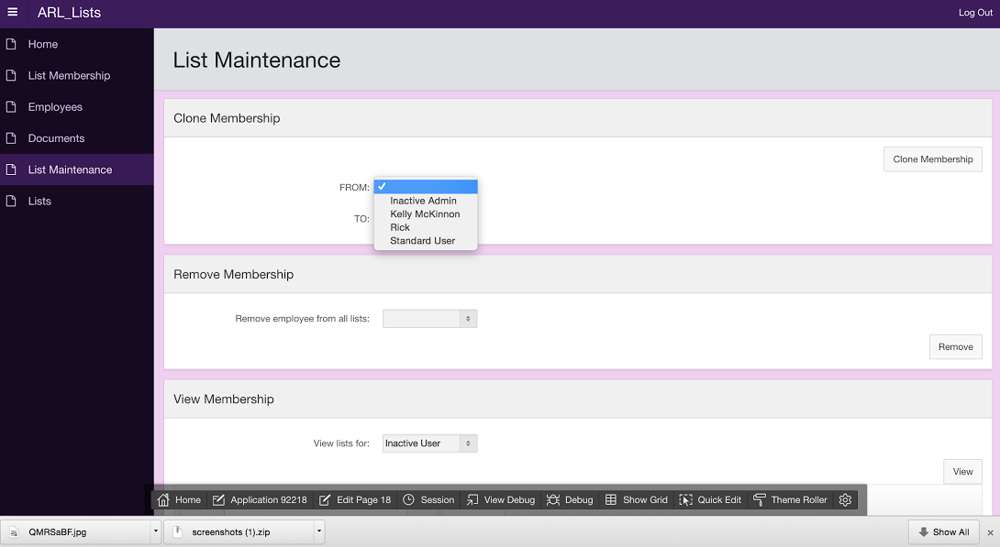 ARL_Lists
Log Out
Home
List Membership
Employees
Documents
List Maintenance
Lists
List Maintenance
Clone Membership
Clone Membership
FROM:
Inactive Admin
Kelly McKinnon
Rick
Standard User
TO:
Remove Membership
Remove employee from all lists:
Remove
View Membership
View lists for: Inactive User
View
Home Application 92218 Edit Page 18 Session View Debug Debug Show Grid Quick Edit Theme Roller
QMRSaBF.jpg screenshots (1).zip Show All